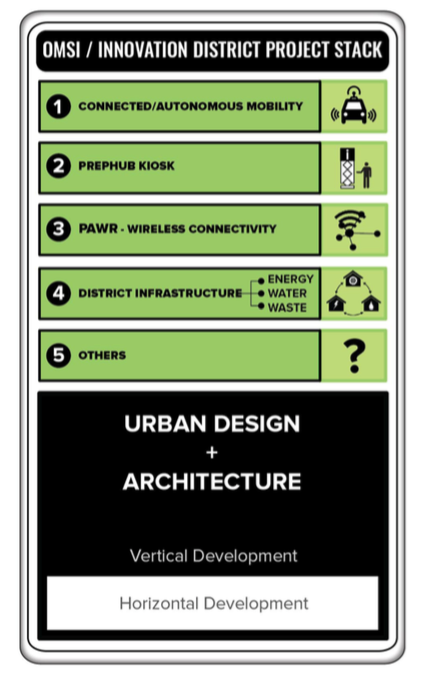 OMSI / INNOVATION DISTRICT PROJECT STACK
1 CONNECTED/AUTONOMOUS MOBILITY
2 PREPHUB KIOSK
i
3 PAWR - WIRELESS CONNECTIVITY
4 DISTRICT INFRASTRUCTURE
ENERGY
WATER
WASTE
5 OTHERS
?
URBAN DESIGN
+
ARCHITECTURE
Vertical Development
Horizontal Development